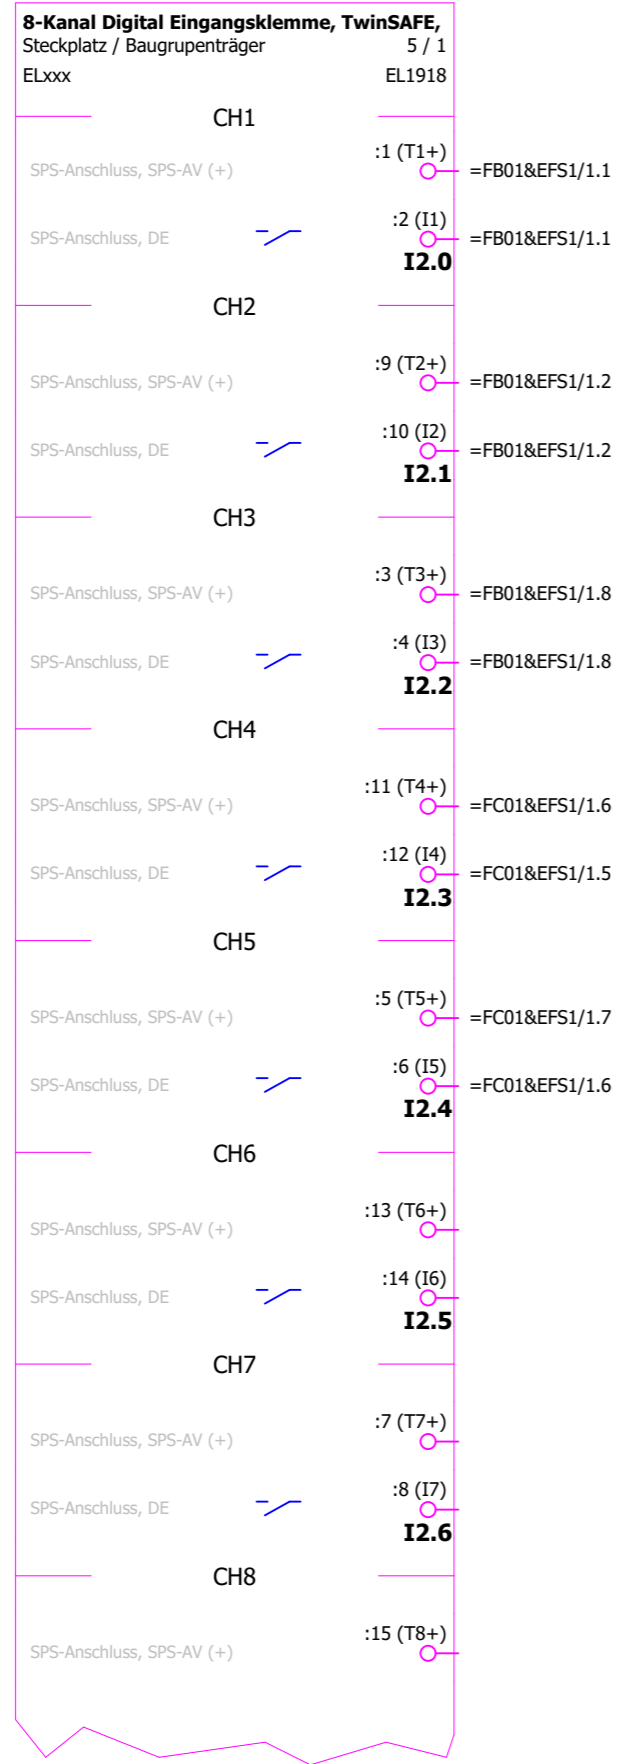 8-Kanal Digital Eingangsklemme, TwinSAFE,
Steckplatz / Baugrupenträger 5 / 1
ELxxx EL1918
CH1
:1 (T1+)
SPS-Anschluss, SPS-AV (+) =FB01&EFS1/1.1
:2 (I1)
SPS-Anschluss, DE =FB01&EFS1/1.1
I2.0
CH2
:9 (T2+)
SPS-Anschluss, SPS-AV (+) =FB01&EFS1/1.2
:10 (I2)
SPS-Anschluss, DE =FB01&EFS1/1.2
I2.1
CH3
:3 (T3+)
SPS-Anschluss, SPS-AV (+) =FB01&EFS1/1.8
:4 (I3)
SPS-Anschluss, DE =FB01&EFS1/1.8
I2.2
CH4
:11 (T4+)
SPS-Anschluss, SPS-AV (+) =FC01&EFS1/1.6
:12 (I4)
SPS-Anschluss, DE =FC01&EFS1/1.5
I2.3
CH5
:5 (T5+)
SPS-Anschluss, SPS-AV (+) =FC01&EFS1/1.7
:6 (I5)
SPS-Anschluss, DE =FC01&EFS1/1.6
I2.4
CH6
:13 (T6+)
SPS-Anschluss, SPS-AV (+)
:14 (I6)
SPS-Anschluss, DE
I2.5
CH7
:7 (T7+)
SPS-Anschluss, SPS-AV (+)
:8 (I7)
SPS-Anschluss, DE
I2.6
CH8
:15 (T8+)
SPS-Anschluss, SPS-AV (+)